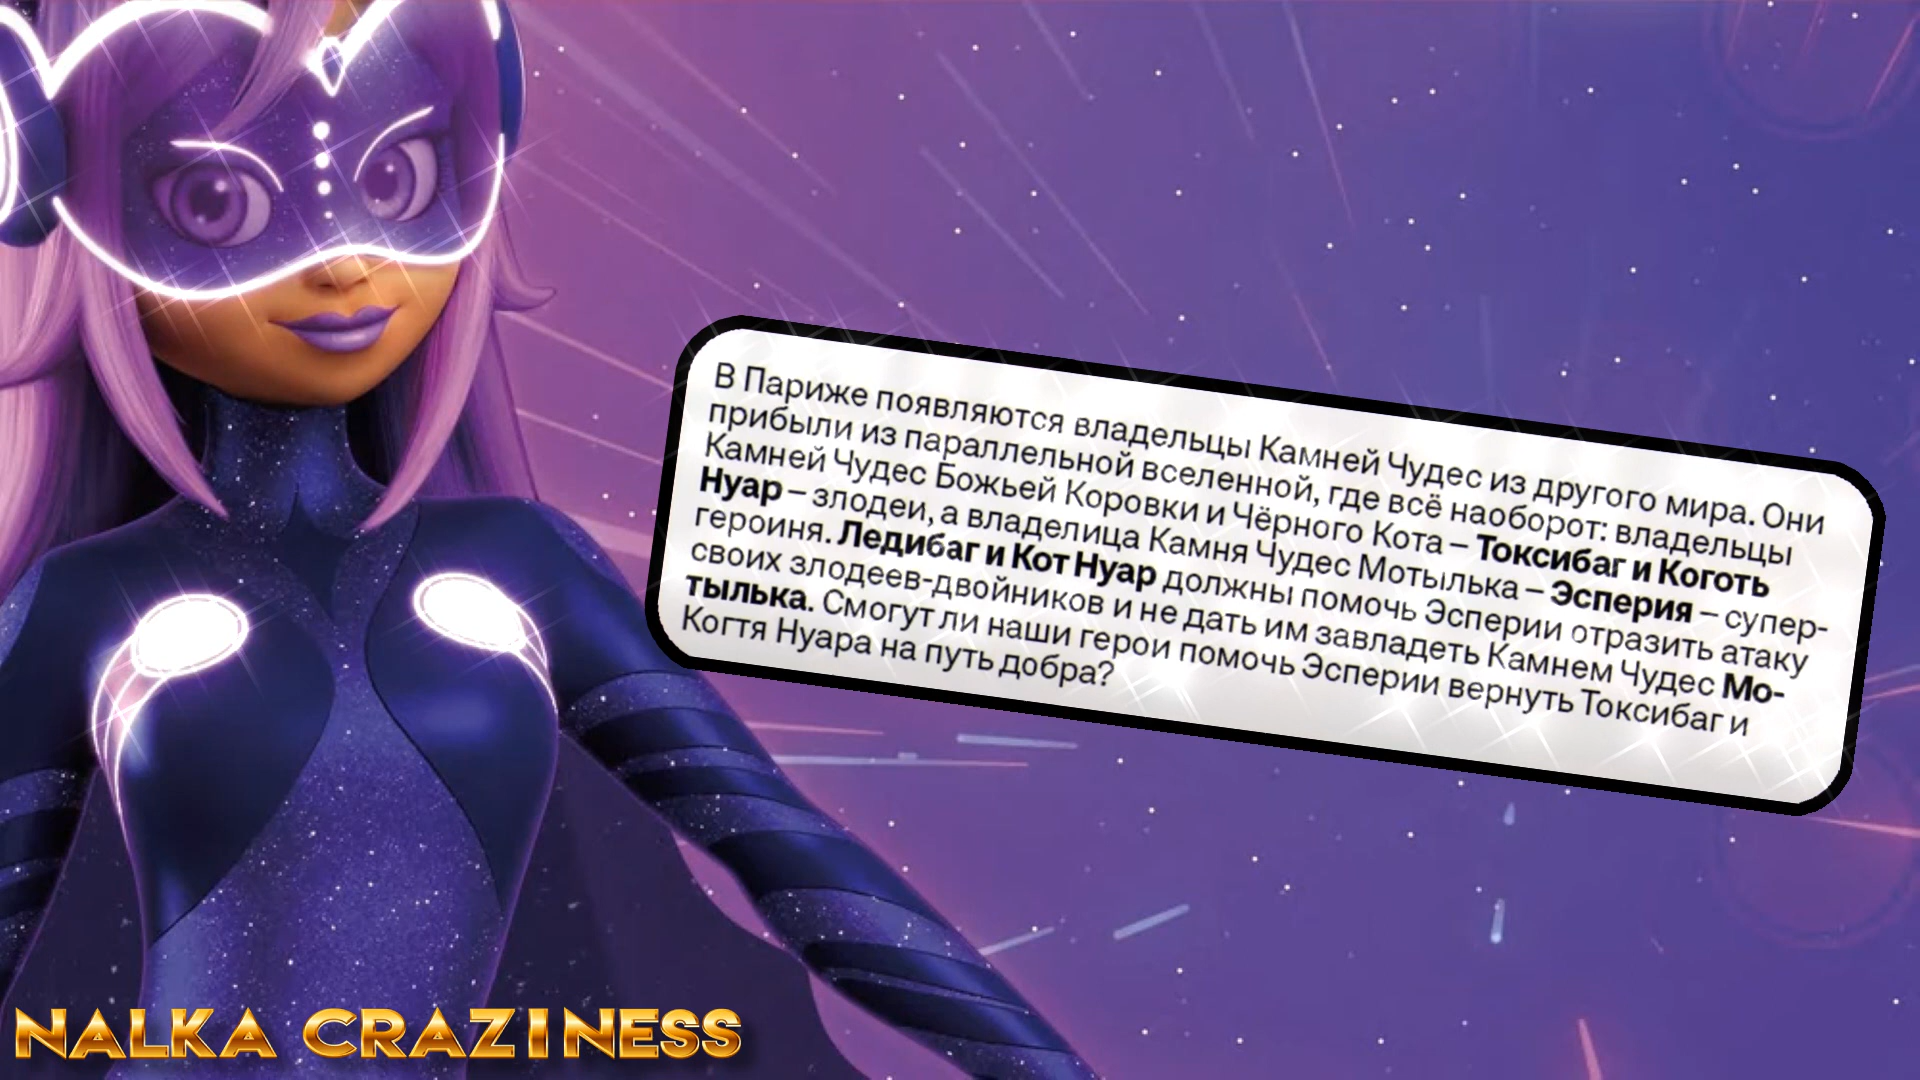 В Париже появляются владельцы Камней Чудес из другого мира. Они
прибыли из параллельной вселенной, где всё наоборот: владельцы
Камней Чудес Божьей Коровки и Чёрного Кота – Токсибаг и Коготь
Нуар – злодеи, а владелица Камня Чудес Мотылька – Эсперия – супер-
героиня. Ледибаг и Кот Нуар должны помочь Эсперии отразить атаку
своих злодеев-двойников и не дать им завладеть Камнем Чудес Мо-
тылька. Смогут ли наши герои помочь Эсперии вернуть Токсибаг и
Когтя Нуара на путь добра?
NALKA CRAZINESS